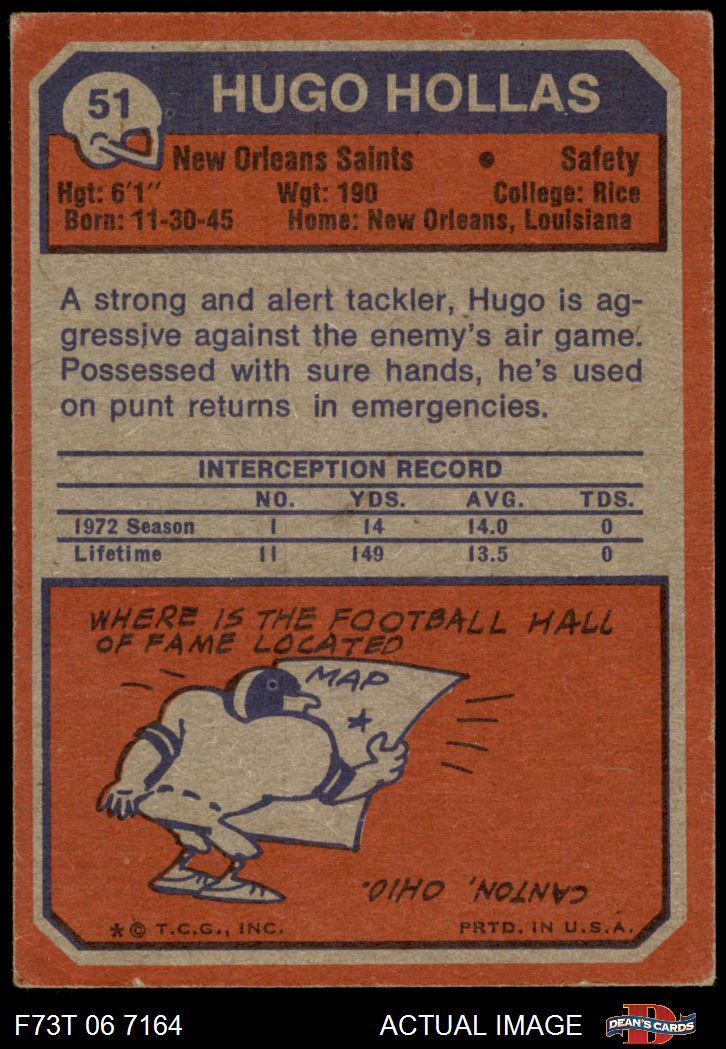 51
HUGO HOLLAS
New Orleans Saints • Safety
Hgt: 6'1" Wgt: 190 College: Rice
Born: 11-30-45 Home: New Orleans, Louisiana
A strong and alert tackler, Hugo is ag-
gressive against the enemy's air game.
Possessed with sure hands, he's used
on punt returns in emergencies.
INTERCEPTION RECORD
NO. YDS. AVG. TDS.
1972 Season 1 14 14.0 0
Lifetime 11 149 13.5 0
WHERE IS THE FOOTBALL HALL
OF FAME LOCATED
MAP
CANTON, OHIO.
* © T.C.G., INC. PRTD. IN U.S.A.
F73T 06 7164 ACTUAL IMAGE
D
DEAN'S CARDS